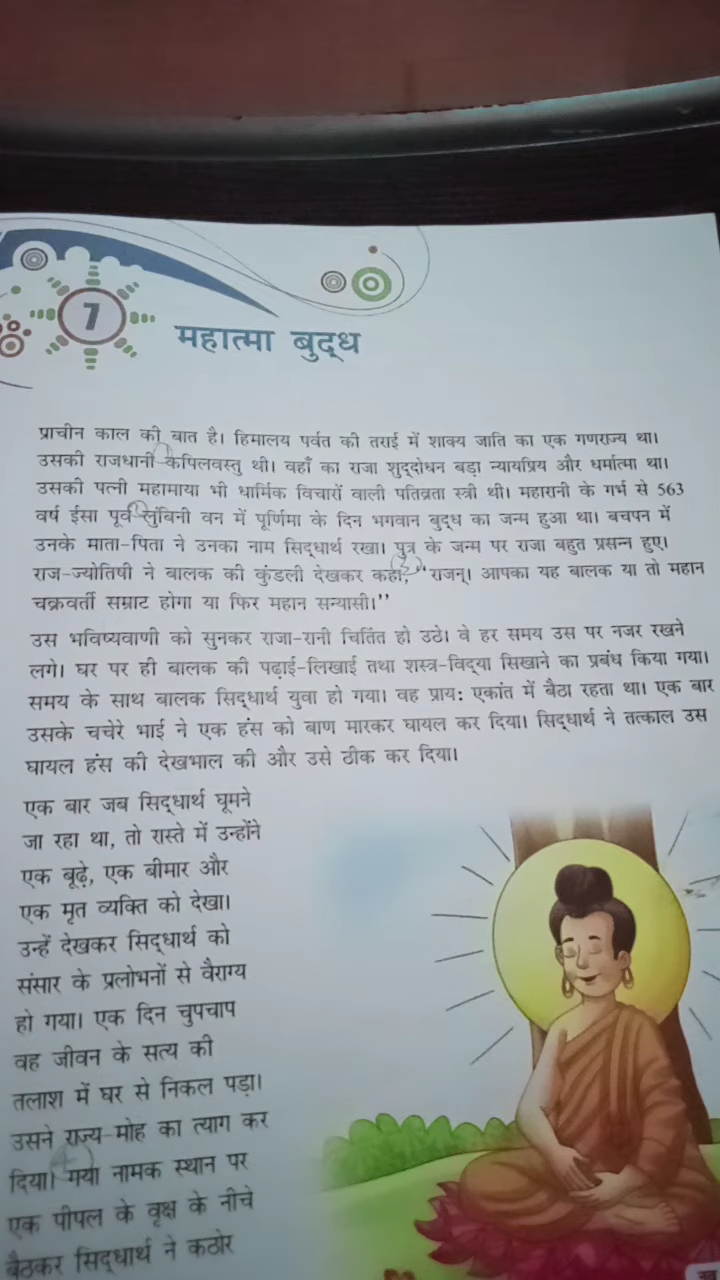 7
महात्मा बुद्ध
प्राचीन काल की बात है। हिमालय पर्वत की तराई में शाक्य जाति का एक गणराज्य था।
उसकी राजधानी कपिलवस्तु थी। वहाँ का राजा शुद्दोधन बड़ा न्यायप्रिय और धर्मात्मा था।
उसकी पत्नी महामाया भी धार्मिक विचारों वाली पतिव्रता स्त्री थी। महारानी के गर्भ से 563
वर्ष ईसा पूर्व लुंबिनी वन में पूर्णिमा के दिन भगवान बुद्ध का जन्म हुआ था। बचपन में
उनके माता-पिता ने उनका नाम सिद्धार्थ रखा। पुत्र के जन्म पर राजा बहुत प्रसन्न हुए।
राज-ज्योतिषी ने बालक की कुंडली देखकर कहा, "राजन्। आपका यह बालक या तो महान
चक्रवर्ती सम्राट होगा या फिर महान सन्यासी।''
उस भविष्यवाणी को सुनकर राजा-रानी चिंतित हो उठे। वे हर समय उस पर नजर रखने
लगे। घर पर ही बालक की पढ़ाई-लिखाई तथा शस्त्र-विद्या सिखाने का प्रबंध किया गया।
समय के साथ बालक सिद्धार्थ युवा हो गया। वह प्राय: एकांत में बैठा रहता था। एक बार
उसके चचेरे भाई ने एक हंस को बाण मारकर घायल कर दिया। सिद्धार्थ ने तत्काल उस
घायल हंस की देखभाल की और उसे ठीक कर दिया।
एक बार जब सिद्धार्थ घूमने
जा रहा था, तो रास्ते में उन्होंने
एक बूढ़े, एक बीमार और
एक मृत व्यक्ति को देखा।
उन्हें देखकर सिद्धार्थ को
संसार के प्रलोभनों से वैराग्य
हो गया। एक दिन चुपचाप
वह जीवन के सत्य की
तलाश में घर से निकल पड़ा।
उसने राज्य-मोह का त्याग कर
दिया। गया नामक स्थान पर
एक पीपल के वृक्ष के नीचे
बैठकर सिद्धार्थ ने कठोर